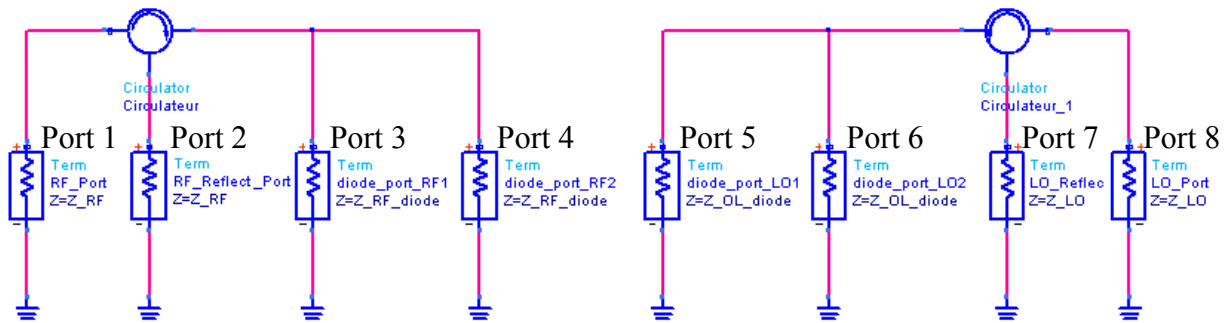 Circulator
Circulateur
Circulator
Circulateur_1
Port 1
Port 2
Port 3
Port 4
Port 5
Port 6
Port 7
Port 8
+
Term
RF_Port
Z=Z_RF
-
+
Term
RF_Reflect_Port
Z=Z_RF
-
+
Term
diode_port_RF1
Z=Z_RF_diode
-
+
Term
diode_port_RF2
Z=Z_RF_diode
-
+
Term
diode_port_LO1
Z=Z_OL_diode
-
+
Term
diode_port_LO2
Z=Z_OL_diode
-
+
Term
LO_Reflec
Z=Z_LO
-
+
Term
LO_Port
Z=Z_LO
-